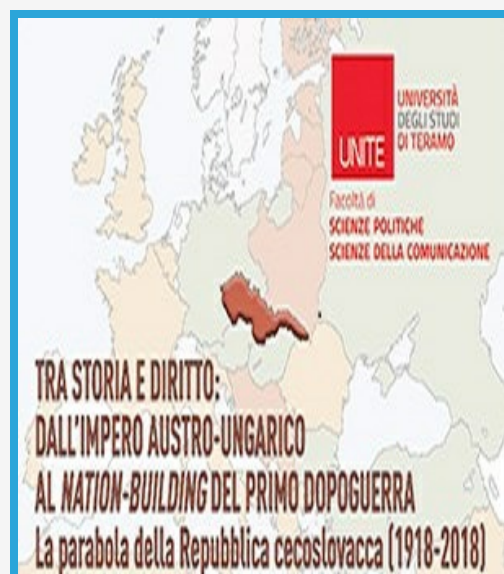 UNITE
UNIVERSITÀ
DEGLI STUDI
DI TERAMO
Facoltà di
SCIENZE POLITICHE
SCIENZE DELLA COMUNICAZIONE
TRA STORIA E DIRITTO:
DALL'IMPERO AUSTRO-UNGARICO
AL NATION-BUILDING DEL PRIMO DOPOGUERRA
La parabola della Repubblica cecoslovacca (1918-2018)